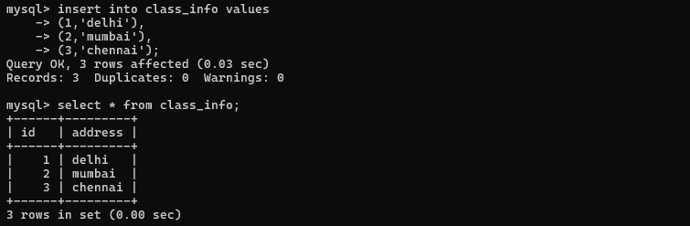 mysql> insert into class_info values
    -> (1,'delhi'),
    -> (2,'mumbai'),
    -> (3,'chennai');
Query OK, 3 rows affected (0.03 sec)
Records: 3  Duplicates: 0  Warnings: 0

mysql> select * from class_info;
+------+---------+
| id   | address |
+------+---------+
|    1 | delhi   |
|    2 | mumbai  |
|    3 | chennai |
+------+---------+
3 rows in set (0.00 sec)